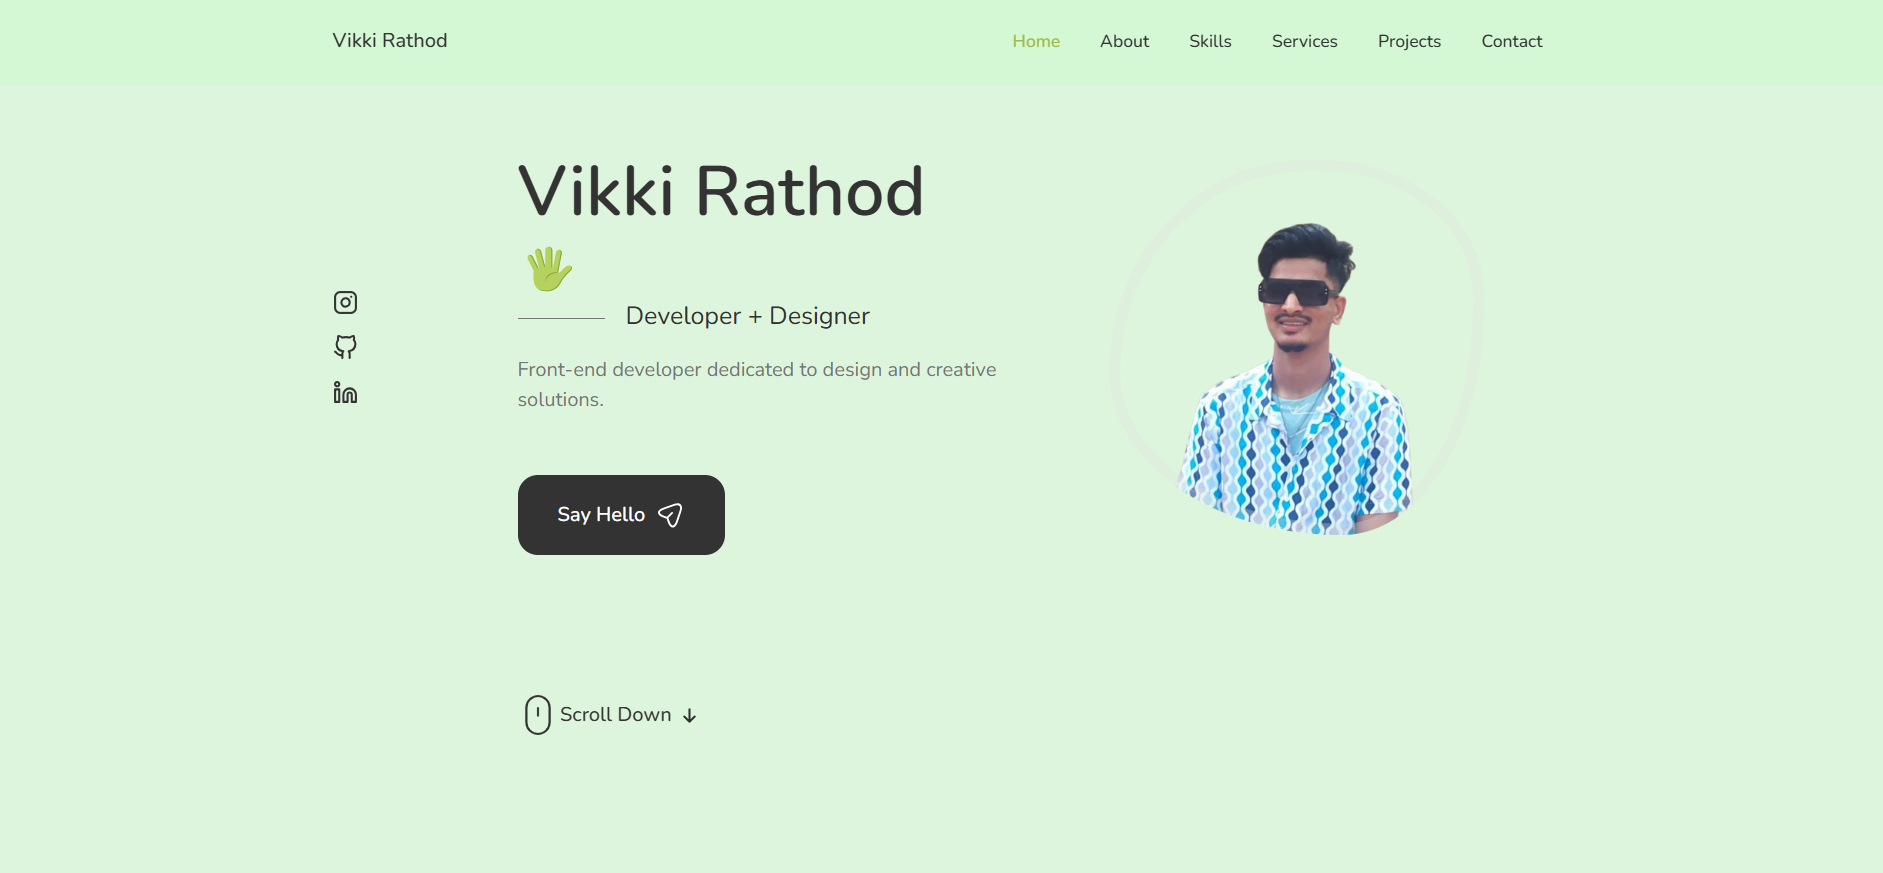 Vikki Rathod
Home About Skills Services Projects Contact
Vikki Rathod
Developer + Designer
Front-end developer dedicated to design and creative
solutions.
Say Hello
Scroll Down